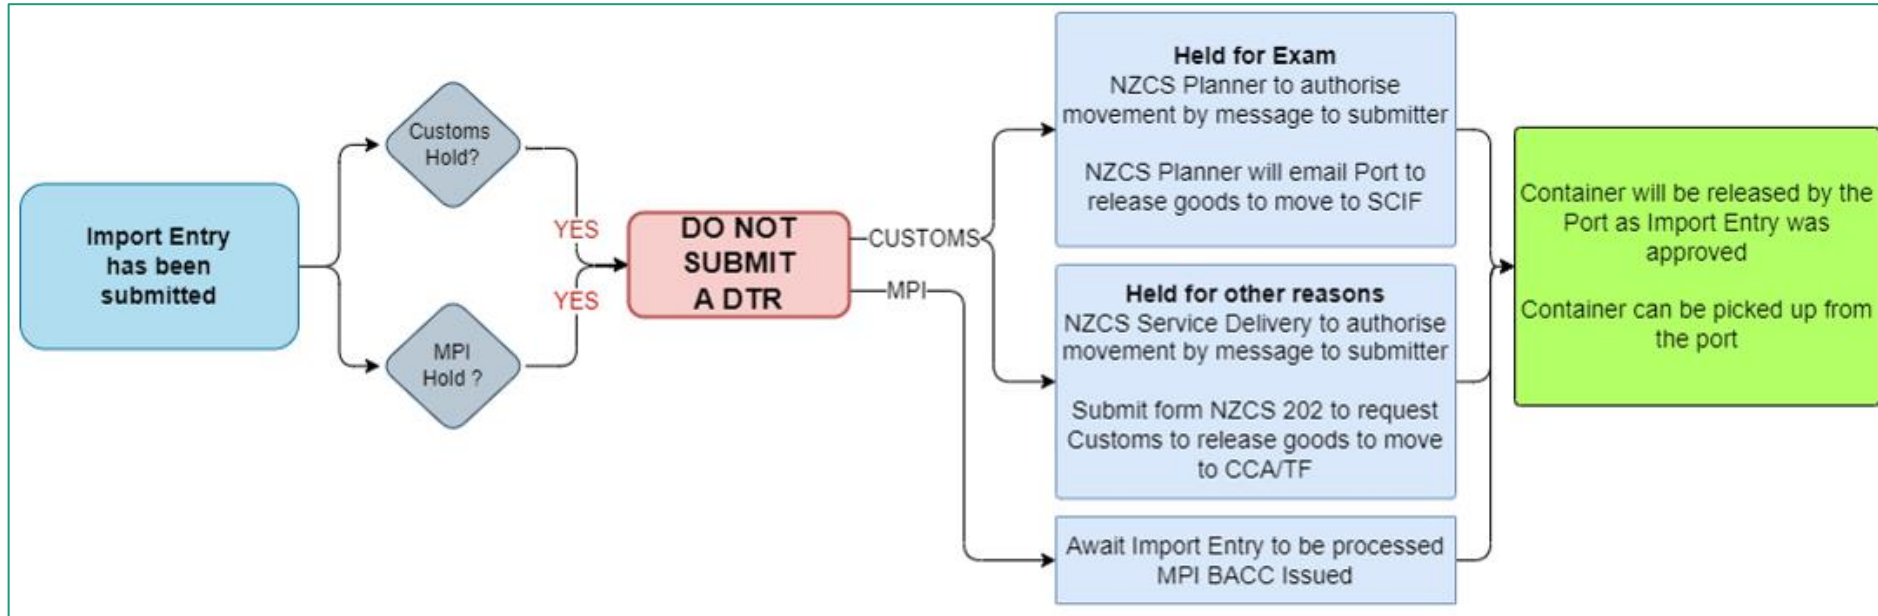 Import Entry
has been
submitted
Customs
Hold?
MPI
Hold ?
YES
YES
DO NOT
SUBMIT
A DTR
CUSTOMS
MPI
Held for Exam
NZCS Planner to authorise
movement by message to submitter
NZCS Planner will email Port to
release goods to move to SCIF
Held for other reasons
NZCS Service Delivery to authorise
movement by message to submitter
Submit form NZCS 202 to request
Customs to release goods to move
to CCA/TF
Await Import Entry to be processed
MPI BACC Issued
Container will be released by the
Port as Import Entry was
approved
Container can be picked up from
the port